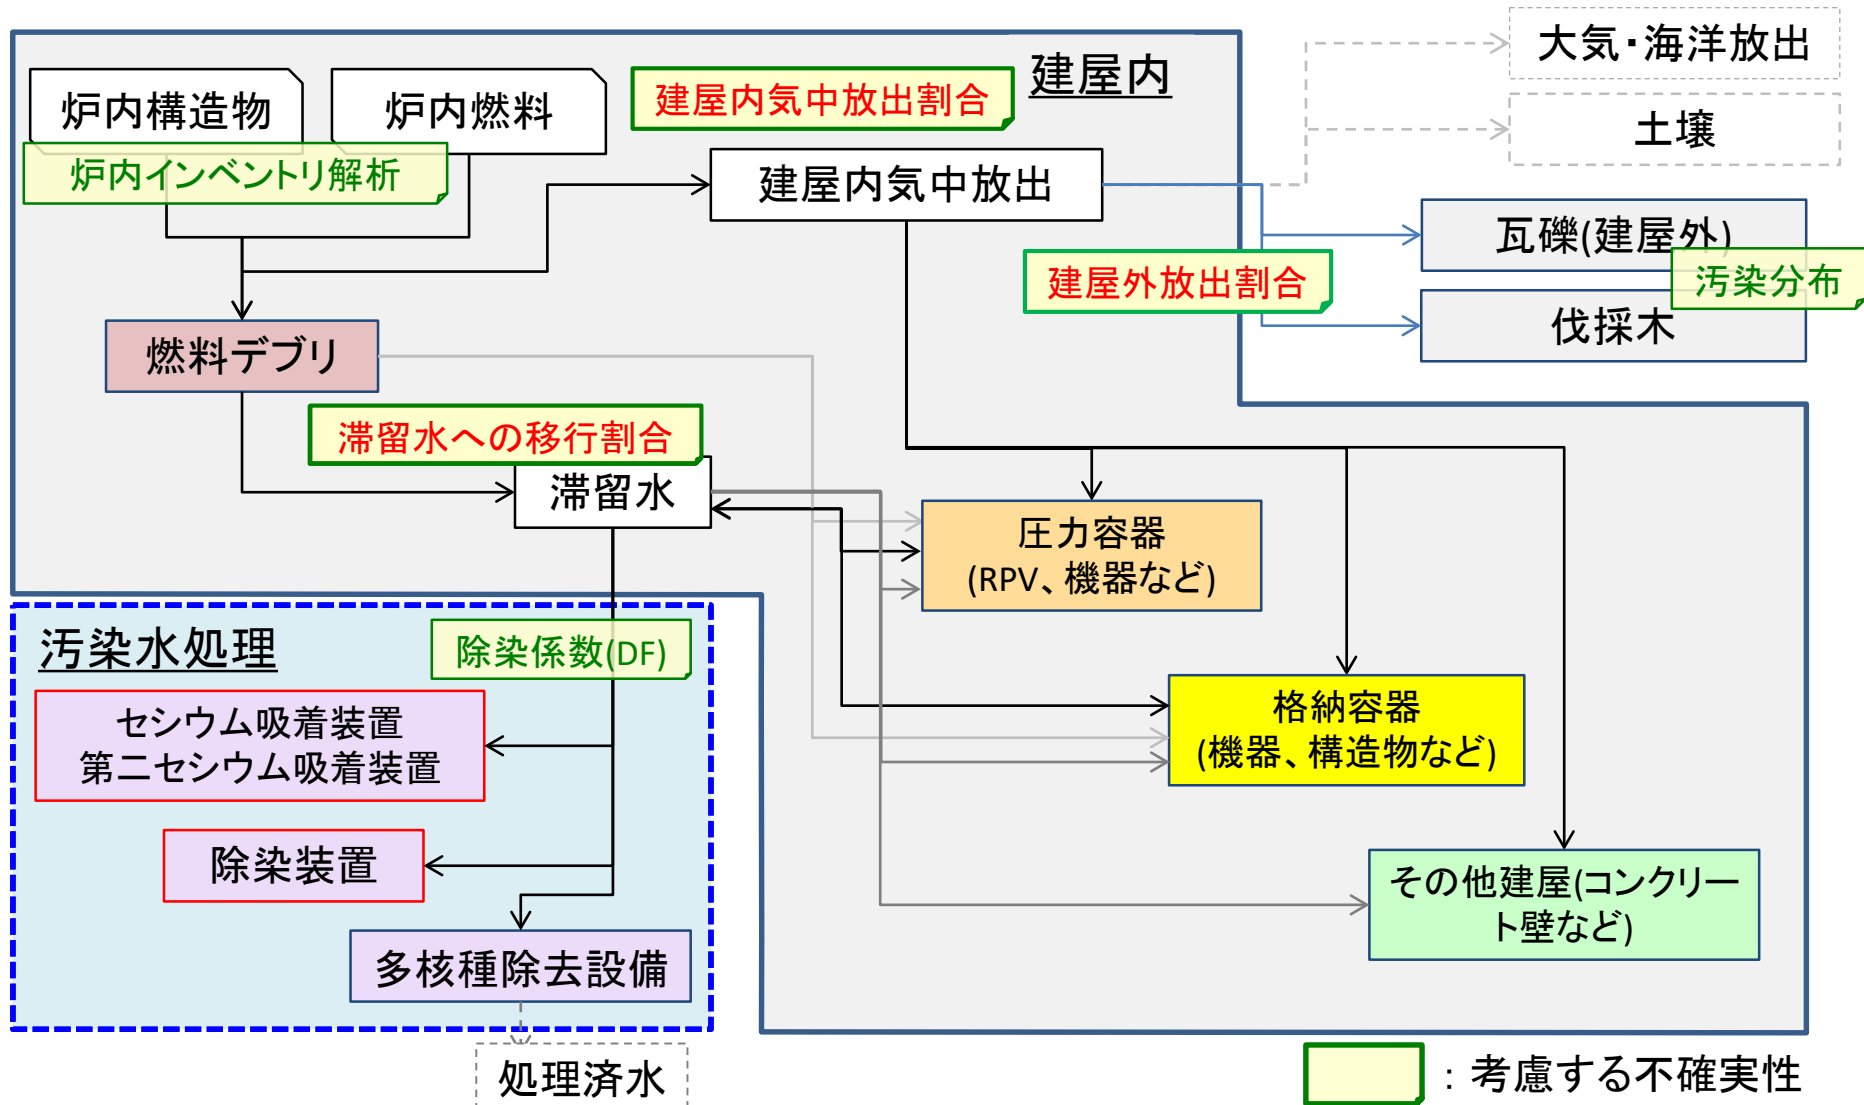 建屋内
大気・海洋放出
炉内構造物
炉内燃料
建屋内気中放出割合
土壌
炉内インベントリ解析
建屋内気中放出
瓦礫(建屋外)
建屋外放出割合
汚染分布
伐採木
燃料デブリ
滞留水への移行割合
滞留水
圧力容器
(RPV、機器など)
汚染水処理
除染係数(DF)
セシウム吸着装置
第二セシウム吸着装置
格納容器
(機器、構造物など)
除染装置
その他建屋(コンクリー
ト壁など)
多核種除去設備
処理済水
：考慮する不確実性